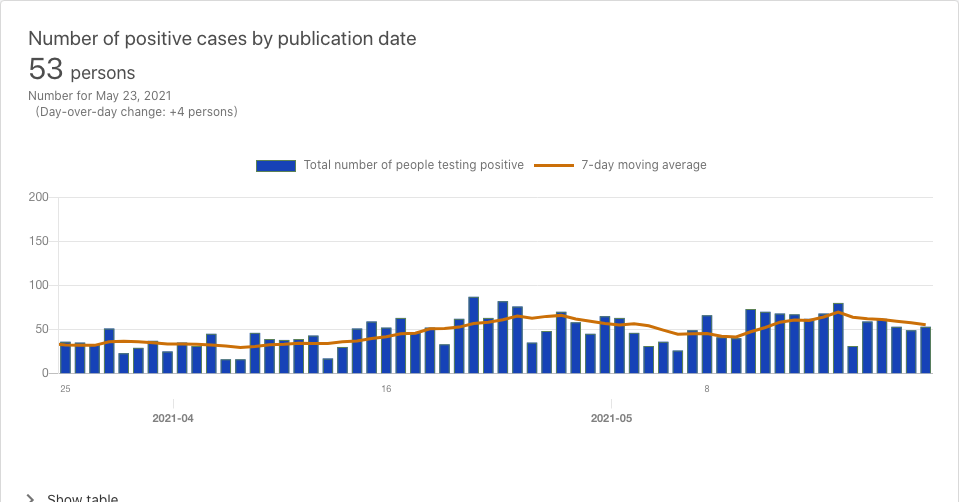 Number of positive cases by publication date
53 persons
Number for May 23, 2021
(Day-over-day change: +4 persons)
Total number of people testing positive 7-day moving average
200
150
100
50
0
25 16 8
2021-04 2021-05
Show table